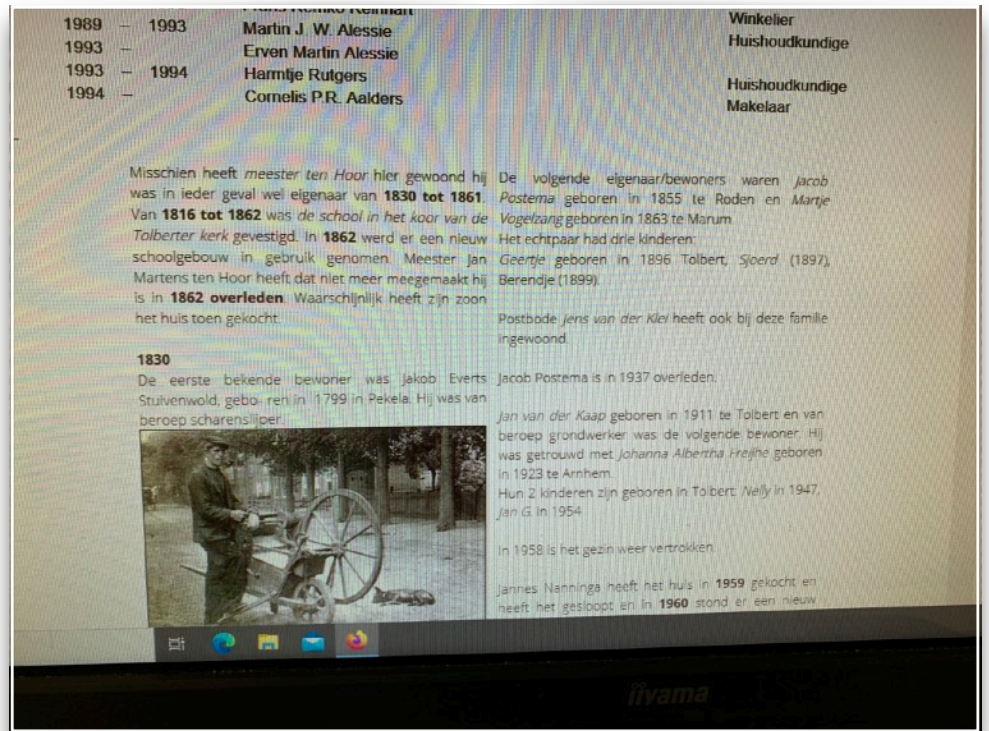 1989 – 1993 Martin J. W. Alessie Winkelier
1993 – Erven Martin Alessie Huishoudkundige
1993 – 1994 Harmtje Rutgers Huishoudkundige
1994 – Cornelis P.R. Aalders Makelaar
Misschien heeft meester ten Hoor hier gewoond hij
was in ieder geval wel eigenaar van 1830 tot 1861.
Van 1816 tot 1862 was de school in het koor van de
Tolberter kerk gevestigd. In 1862 werd er een nieuw
schoolgebouw in gebruik genomen. Meester Jan
Martens ten Hoor heeft dat niet meer meegemaakt hij
is in 1862 overleden. Waarschijnlijk heeft zijn zoon
het huis toen gekocht.
1830
De eerste bekende bewoner was Jakob Everts
Stuivenwold, gebo- ren in 1799 in Pekela. Hij was van
beroep scharenslijper.
De volgende eigenaar/bewoners waren Jacob
Postema geboren in 1855 te Roden en Martje
Vogelzang geboren in 1863 te Marum.
Het echtpaar had drie kinderen:
Geertje geboren in 1896 Tolbert, Sjoerd (1897),
Berendje (1899).
Postbode Jens van der Klei heeft ook bij deze familie
ingewoond.
Jacob Postema is in 1937 overleden.
Jan van der Kaap geboren in 1911 te Tolbert en van
beroep grondwerker was de volgende bewoner. Hij
was getrouwd met Johanna Albertha Freijhe geboren
in 1923 te Arnhem.
Hun 2 kinderen zijn geboren in Tolbert: Nelly in 1947,
Jan G. in 1954
In 1958 is het gezin weer vertrokken.
Jannes Nanninga heeft het huis in 1959 gekocht en
heeft het gesloopt en in 1960 stond er een nieuw
iiyama